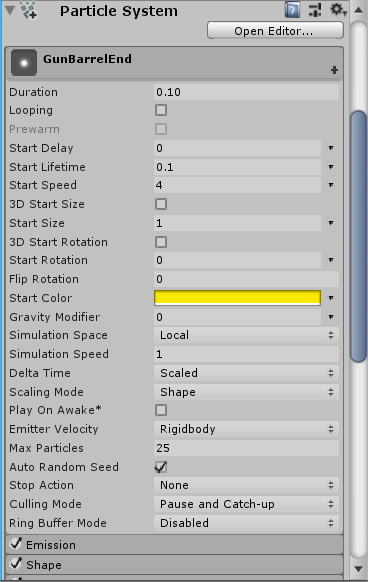 Particle System
Open Editor...
GunBarrelEnd
Duration 0.10
Looping
Prewarm
Start Delay 0
Start Lifetime 0.1
Start Speed 4
3D Start Size
Start Size 1
3D Start Rotation
Start Rotation 0
Flip Rotation 0
Start Color
Gravity Modifier 0
Simulation Space Local
Simulation Speed 1
Delta Time Scaled
Scaling Mode Shape
Play On Awake*
Emitter Velocity Rigidbody
Max Particles 25
Auto Random Seed
Stop Action None
Culling Mode Pause and Catch-up
Ring Buffer Mode Disabled
Emission
Shape